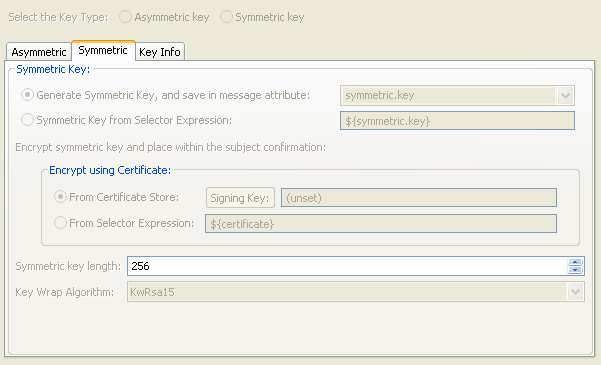 Select the Key Type: Asymmetric key Symmetric key
Asymmetric Symmetric Key Info
Symmetric Key:
Generate Symmetric Key, and save in message attribute: symmetric.key
Symmetric Key from Selector Expression: ${symmetric.key}
Encrypt symmetric key and place within the subject confirmation:
Encrypt using Certificate:
From Certificate Store: Signing Key: (unset)
From Selector Expression: ${certificate}
Symmetric key length: 256
Key Wrap Algorithm: KwRsa15